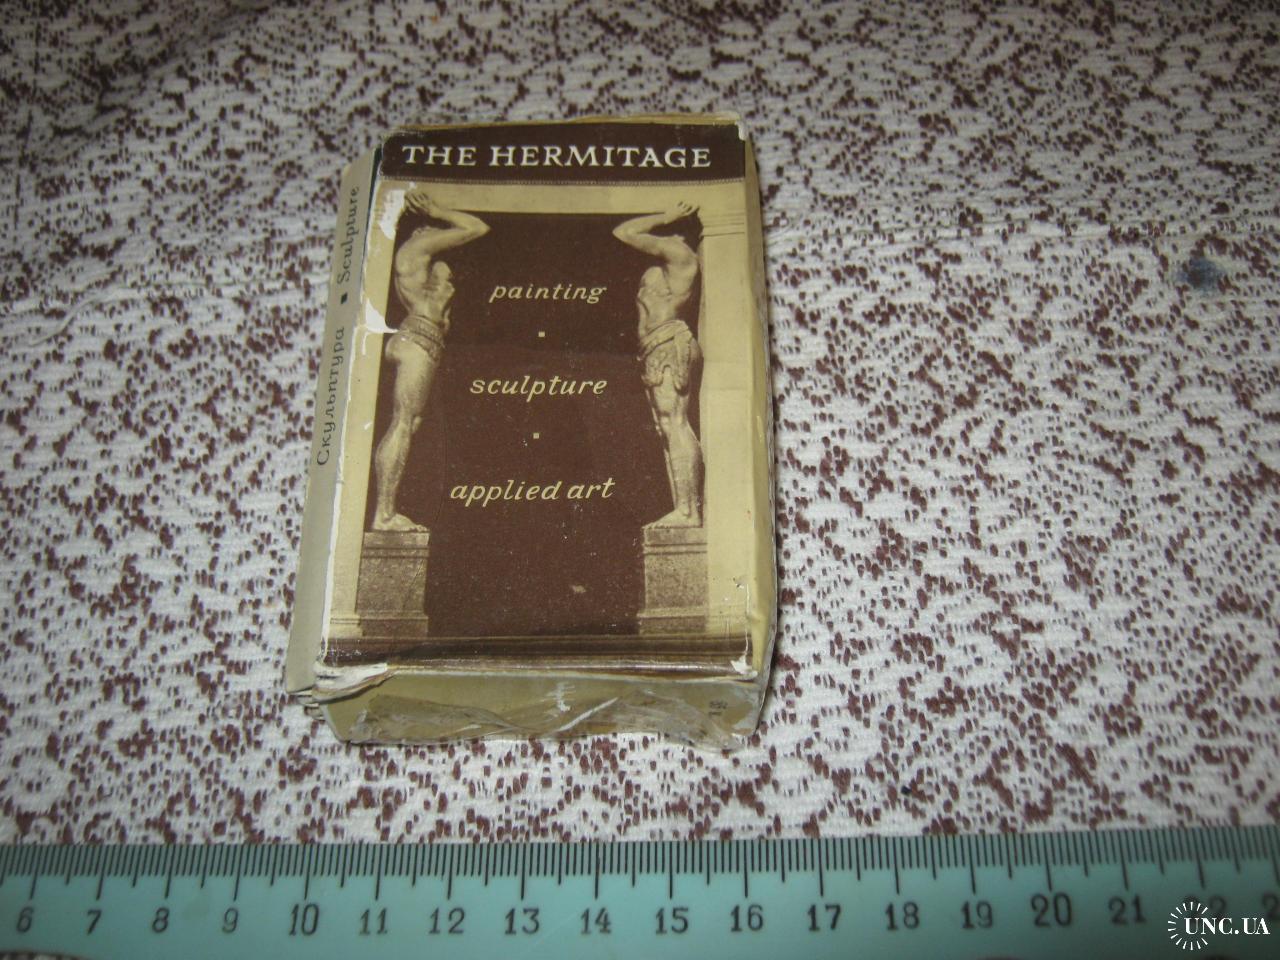 THE HERMITAGE
painting
sculpture
applied art
Скульптура ▪ Sculpture
6 7 8 9 10 11 12 13 14 15 16 17 18 19 20 21
UNC.UA